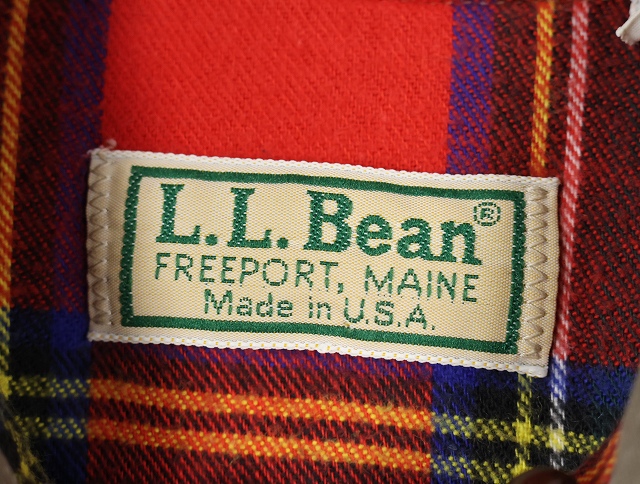 L.L. Bean®
FREEPORT, MAINE
Made in U.S.A.